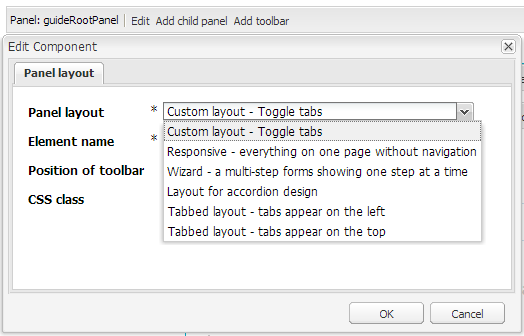 Panel: guideRootPanel | Edit Add child panel Add toolbar
Edit Component
Panel layout
Panel layout * Custom layout - Toggle tabs
Custom layout - Toggle tabs
Element name *
Responsive - everything on one page without navigation
Position of toolbar
Wizard - a multi-step forms showing one step at a time
Layout for accordion design
CSS class
Tabbed layout - tabs appear on the left
Tabbed layout - tabs appear on the top
OK Cancel